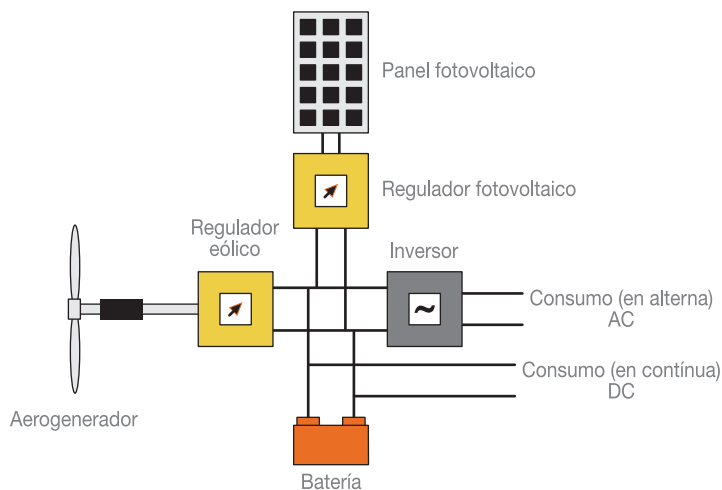 Panel fotovoltaico
Regulador fotovoltaico
Regulador
eólico
Inversor
Consumo (en alterna)
AC
Consumo (en contínua)
DC
Aerogenerador
Batería